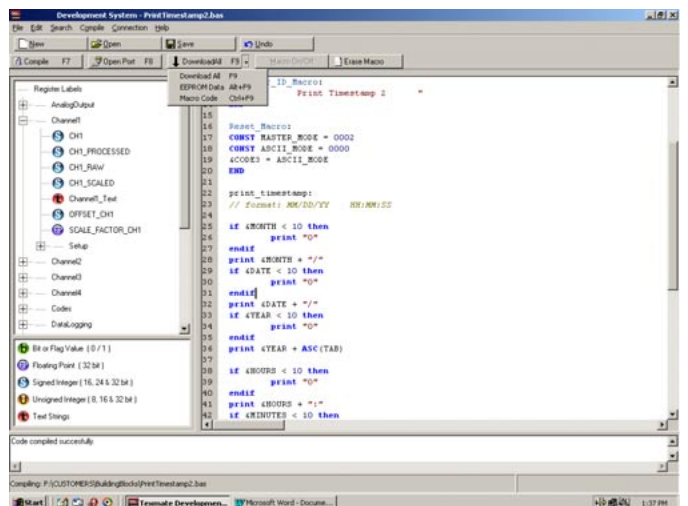 Development System - PrintTimestamp2.bas
File Edit Search Compile Connection Help
New Open Save Undo
Compile F7 Open Port F8 DownloadAll F9 Macro On/Off Erase Macro
Download All F9
EEPROM Data Alt+F9
Macro Code Ctrl+F9
Register Labels
AnalogOutput
Channel1
CH1
CH1_PROCESSED
CH1_RAW
CH1_SCALED
Channel1_Text
OFFSET_CH1
SCALE_FACTOR_CH1
Setup
Channel2
Channel3
Channel4
Codes
DataLogging
Bit or Flag Value ( 0 / 1 )
Floating Point ( 32 bit )
Signed Integer ( 16, 24 & 32 bit )
Unsigned Integer ( 8, 16 & 32 bit )
Text Strings
_ID_Macro:
Print Timestamp 2 "
15
16 Reset_Macro:
17 CONST MASTER_MODE = 0002
18 CONST ASCII_MODE = 0000
19 &CODE3 = ASCII_MODE
20 END
21
22 print_timestamp:
23 // format: MM/DD/YY HH:MM:SS
24
25 if &MONTH < 10 then
26 print "0"
27 endif
28 print &MONTH + "/"
29 if &DATE < 10 then
30 print "0"
31 endif
32 print &DATE + "/"
33 if &YEAR < 10 then
34 print "0"
35 endif
36 print &YEAR + ASC(TAB)
37
38 if &HOURS < 10 then
39 print "0"
40 endif
41 print &HOURS + ":"
42 if &MINUTES < 10 then
Code compiled succesfully.
Compiling: P:\CUSTOMERS\BuildingBlocks\PrintTimestamp2.bas
Start Texmate Developmen... Microsoft Word - Docume... 1:37 PM